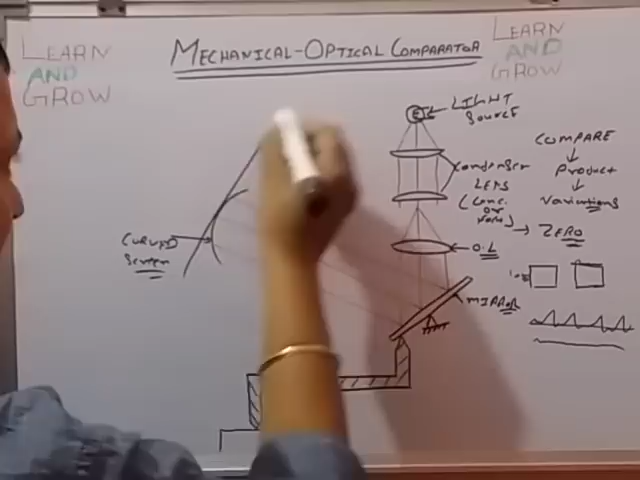 LEARN
AND
GROW
MECHANICAL-OPTICAL COMPARATOR
LEARN
AND
GROW
LIGHT
SOURCE
Condenser
LENS
COMPARE
Product
Variations
ZERO
O.L
MIRROR
CURVED
Screen